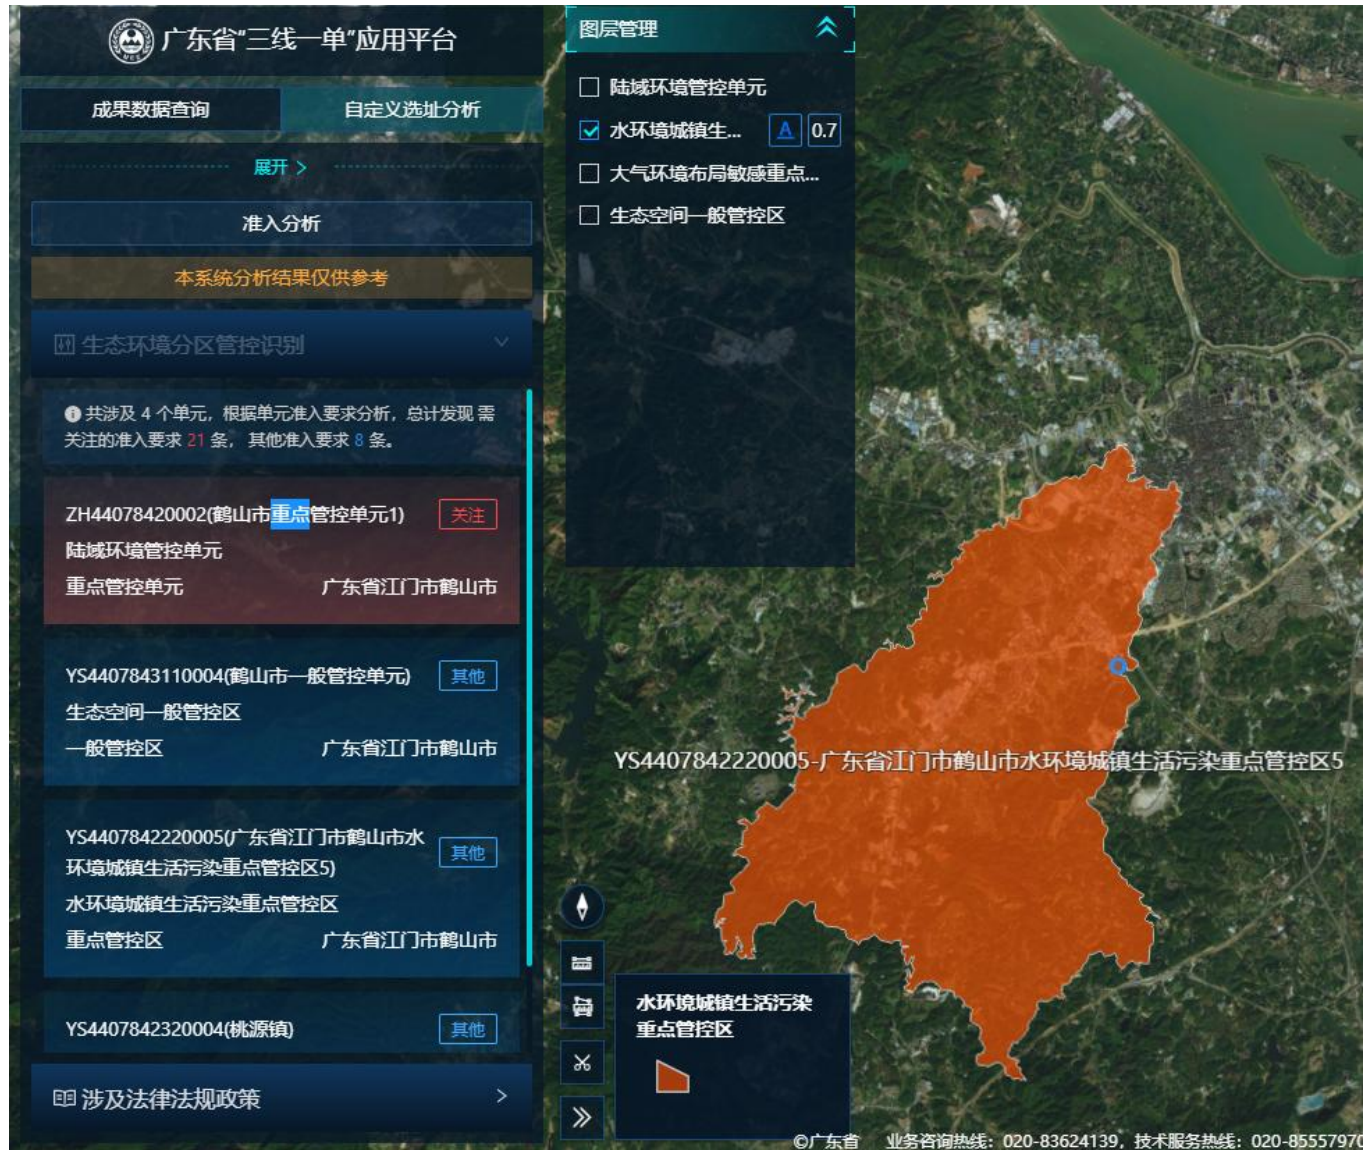 广东省"三线一单"应用平台
成果数据查询
自定义选址分析
展开 >
准入分析
本系统分析结果仅供参考
生态环境分区管控识别
共涉及 4 个单元，根据单元准入要求分析，总计发现 需
关注的准入要求 21 条， 其他准入要求 8 条。
ZH44078420002(鹤山市重点管控单元1)
关注
陆域环境管控单元
重点管控单元
广东省江门市鹤山市
YS4407843110004(鹤山市一般管控单元)
其他
生态空间一般管控区
一般管控区
广东省江门市鹤山市
YS4407842220005(广东省江门市鹤山市水
环境城镇生活污染重点管控区5)
其他
水环境城镇生活污染重点管控区
重点管控区
广东省江门市鹤山市
YS4407842320004(桃源镇)
其他
涉及法律法规政策
图层管理
陆域环境管控单元
水环境城镇生...
A
0.7
大气环境布局敏感重点...
生态空间一般管控区
YS4407842220005-广东省江门市鹤山市水环境城镇生活污染重点管控区5
水环境城镇生活污染
重点管控区
©广东省 业务咨询热线：020-83624139，技术服务热线：020-85557970